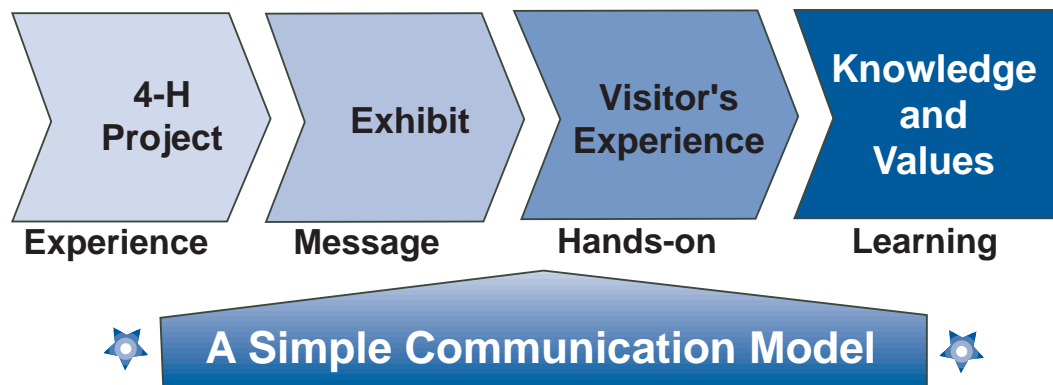 4-H
Project
Exhibit
Visitor's
Experience
Knowledge
and
Values
Experience
Message
Hands-on
Learning
A Simple Communication Model